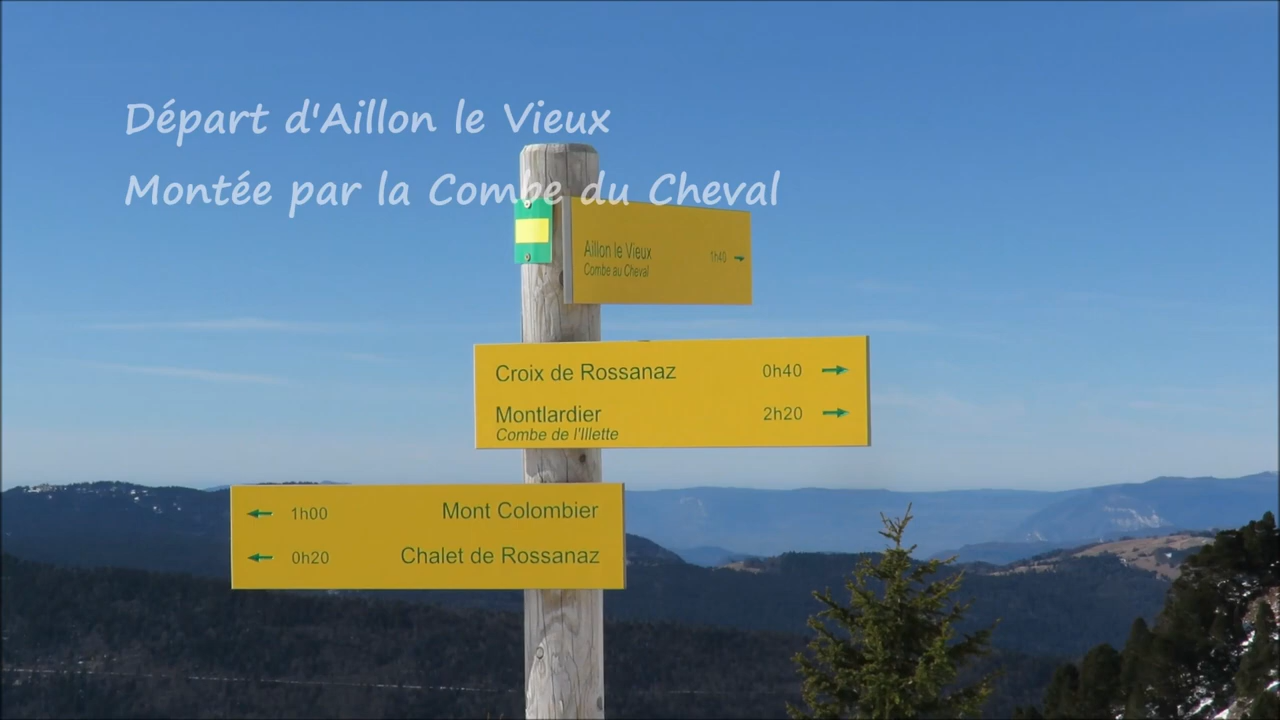 Départ d'Aillon le Vieux
Montée par la Combe du Cheval
Aillon le Vieux 1h40
Combe au Cheval
Croix de Rossanaz 0h40
Montlardier 2h20
Combe de l'Illette
1h00 Mont Colombier
0h20 Chalet de Rossanaz